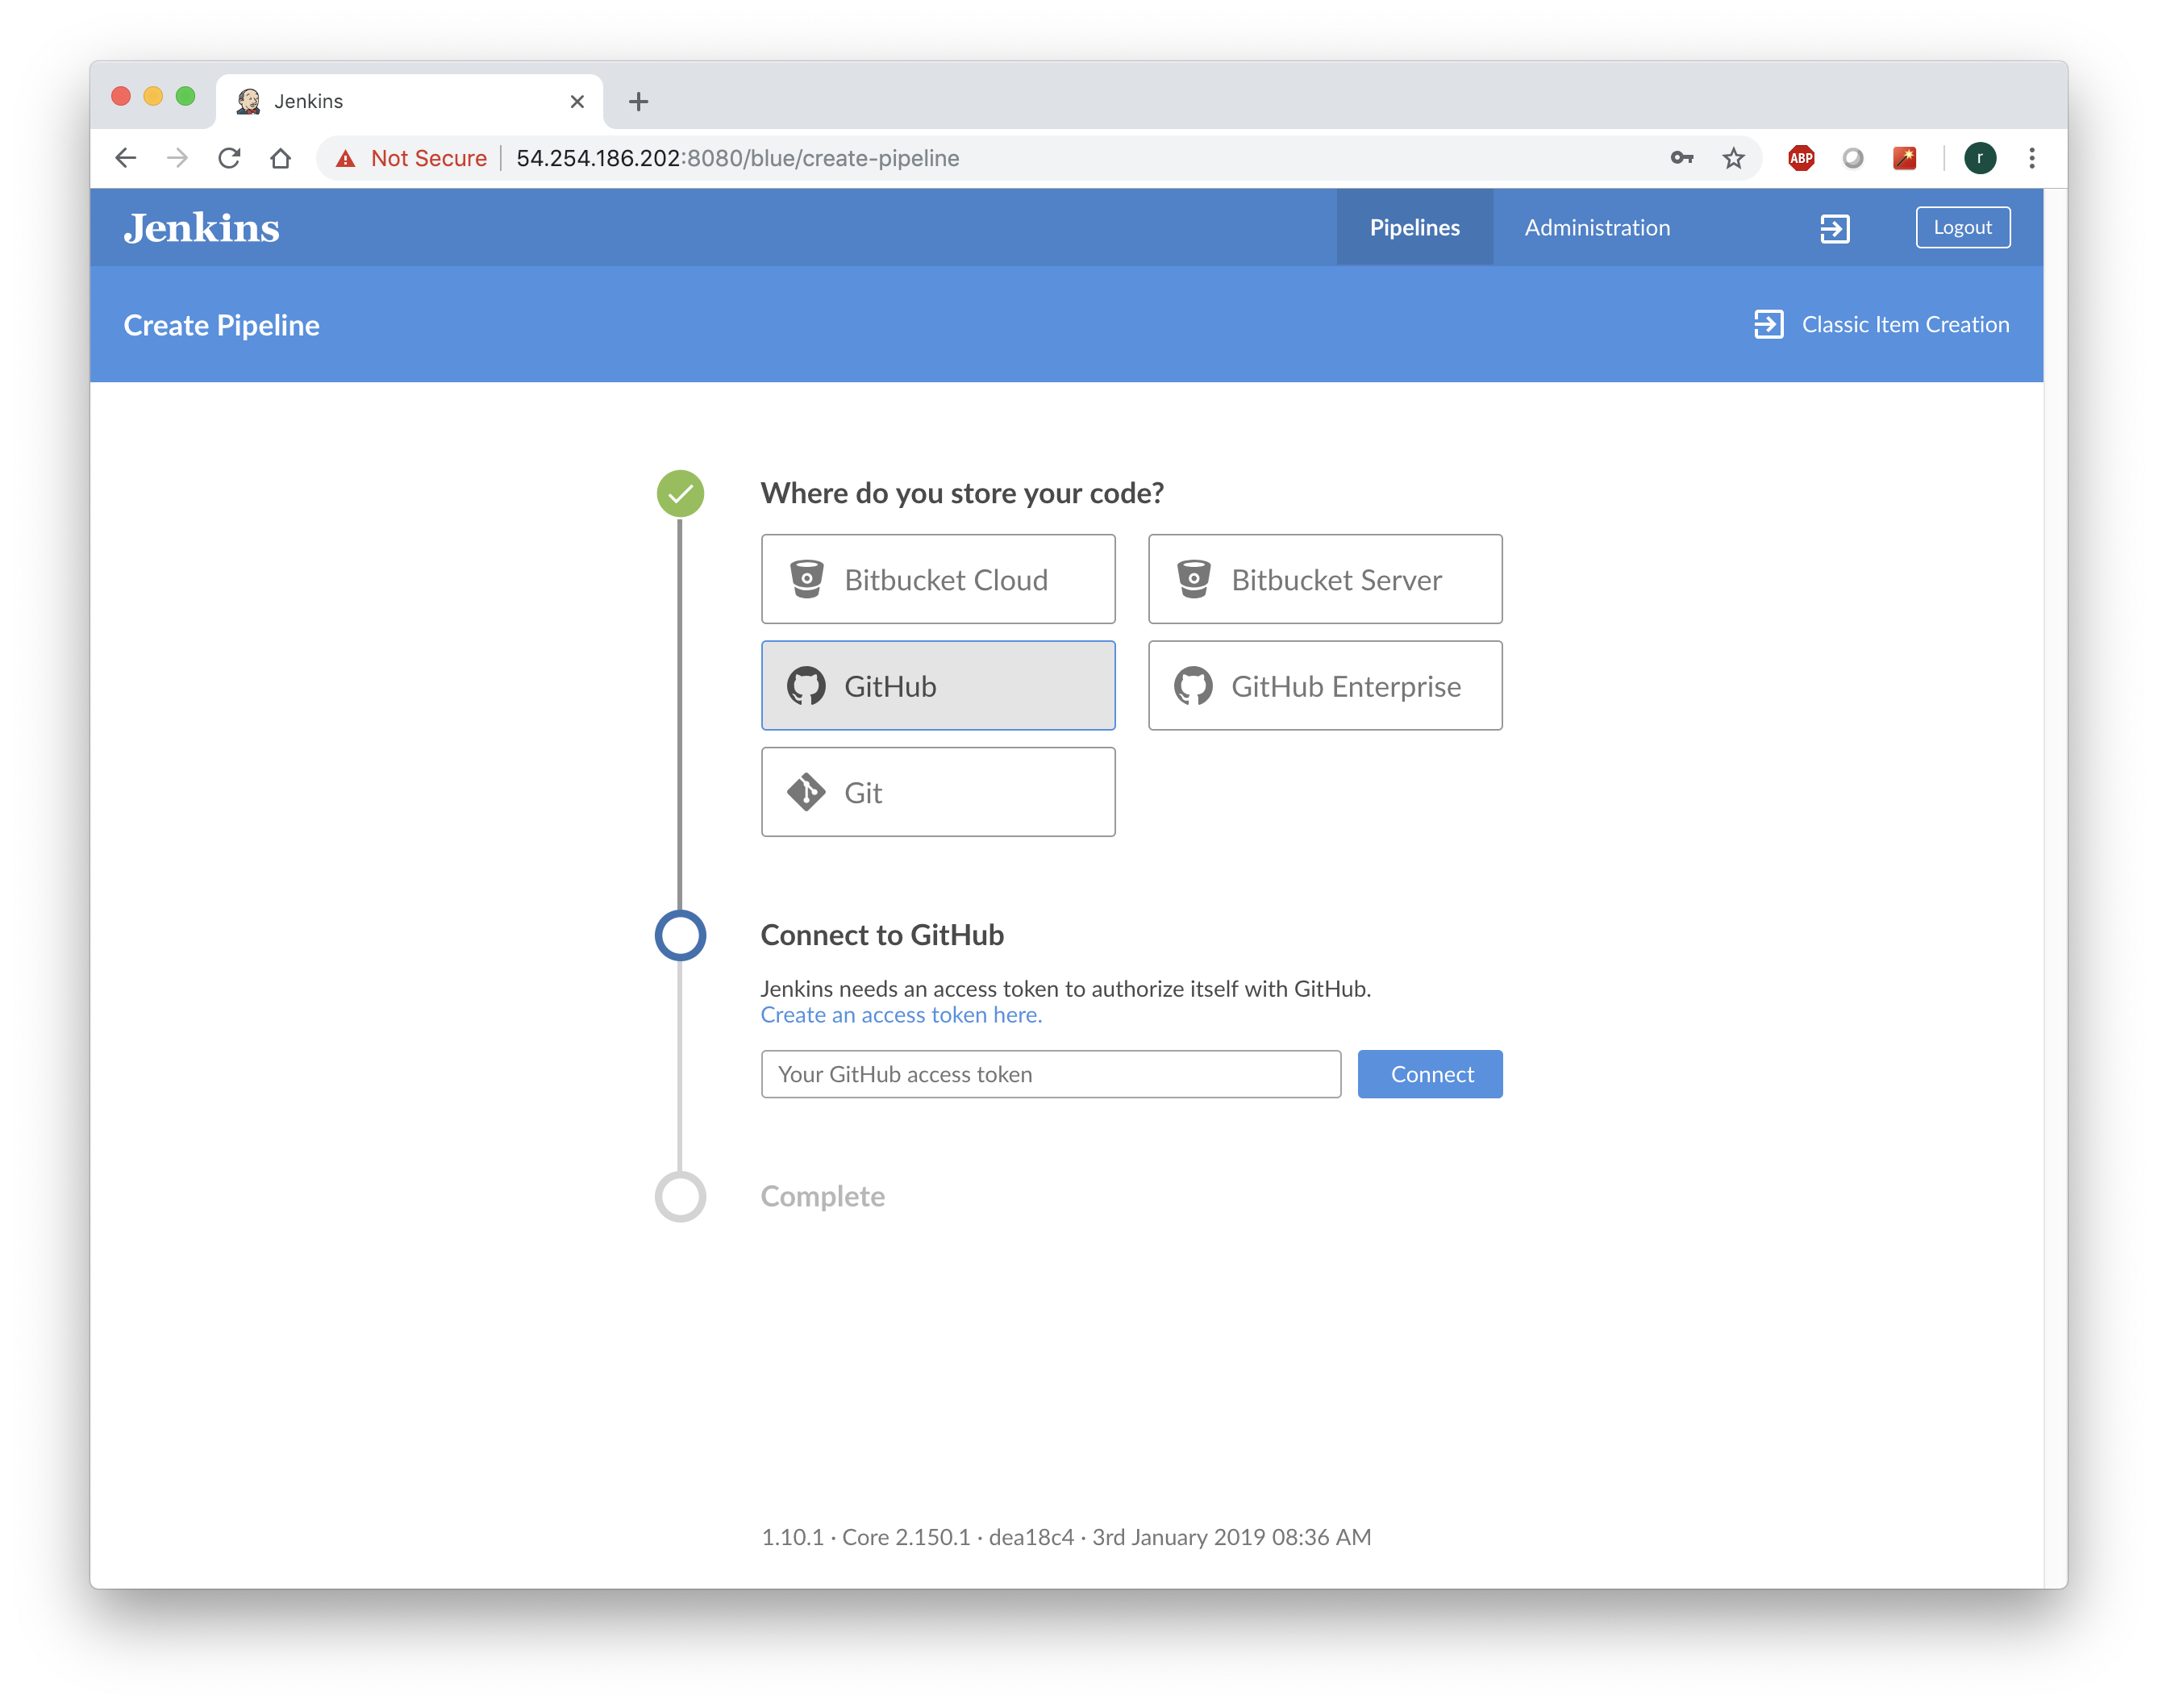 Jenkins
Not Secure
54.254.186.202:8080/blue/create-pipeline
ABP
r
Jenkins
Pipelines
Administration
Logout
Create Pipeline
Classic Item Creation
Where do you store your code?
Bitbucket Cloud
Bitbucket Server
GitHub
GitHub Enterprise
Git
Connect to GitHub
Jenkins needs an access token to authorize itself with GitHub.
Create an access token here.
Your GitHub access token
Connect
Complete
1.10.1 · Core 2.150.1 · dea18c4 · 3rd January 2019 08:36 AM